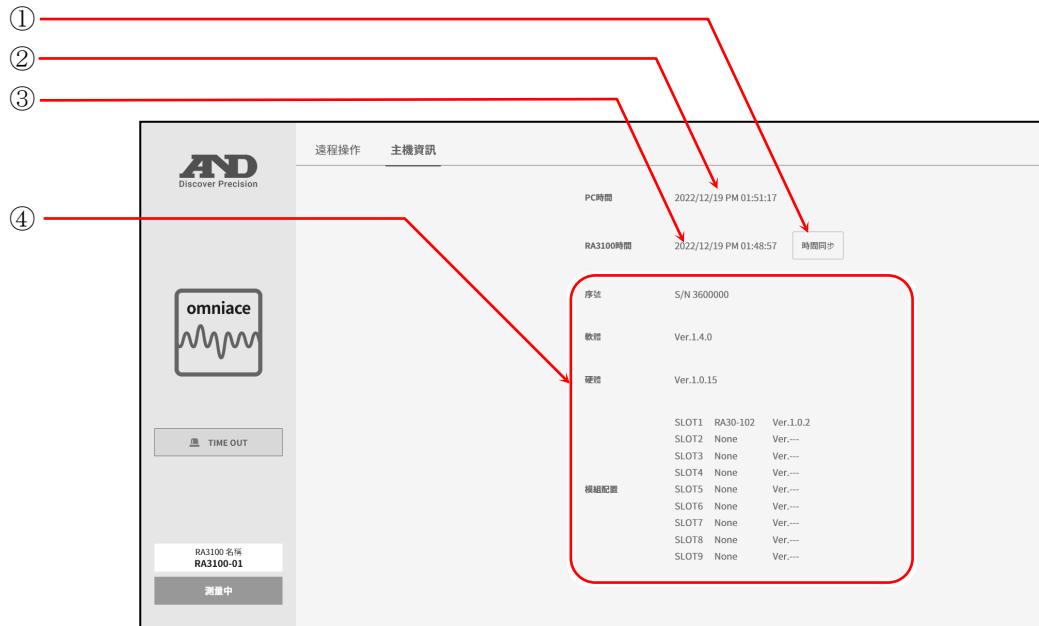 ①
②
③
④
AND
Discover Precision
omniace
TIME OUT
RA3100 名稱
RA3100-01
測量中
遠程操作 主機資訊
PC時間 2022/12/19 PM 01:51:17
RA3100時間 2022/12/19 PM 01:48:57 時間同步
序號 S/N 3600000
軟體 Ver.1.4.0
硬體 Ver.1.0.15
模組配置
SLOT1 RA30-102 Ver.1.0.2
SLOT2 None Ver.---
SLOT3 None Ver.---
SLOT4 None Ver.---
SLOT5 None Ver.---
SLOT6 None Ver.---
SLOT7 None Ver.---
SLOT8 None Ver.---
SLOT9 None Ver.---